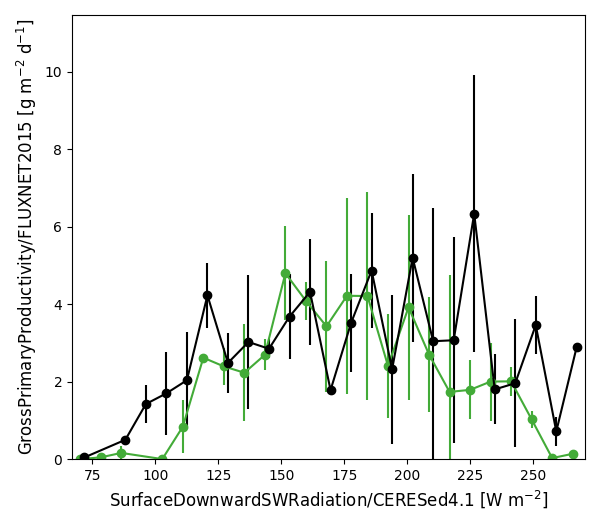 GrossPrimaryProductivity/FLUXNET2015 [g m⁻² d⁻¹]
10
8
6
4
2
0
75 100 125 150 175 200 225 250
SurfaceDownwardSWRadiation/CERESed4.1 [W m⁻²]